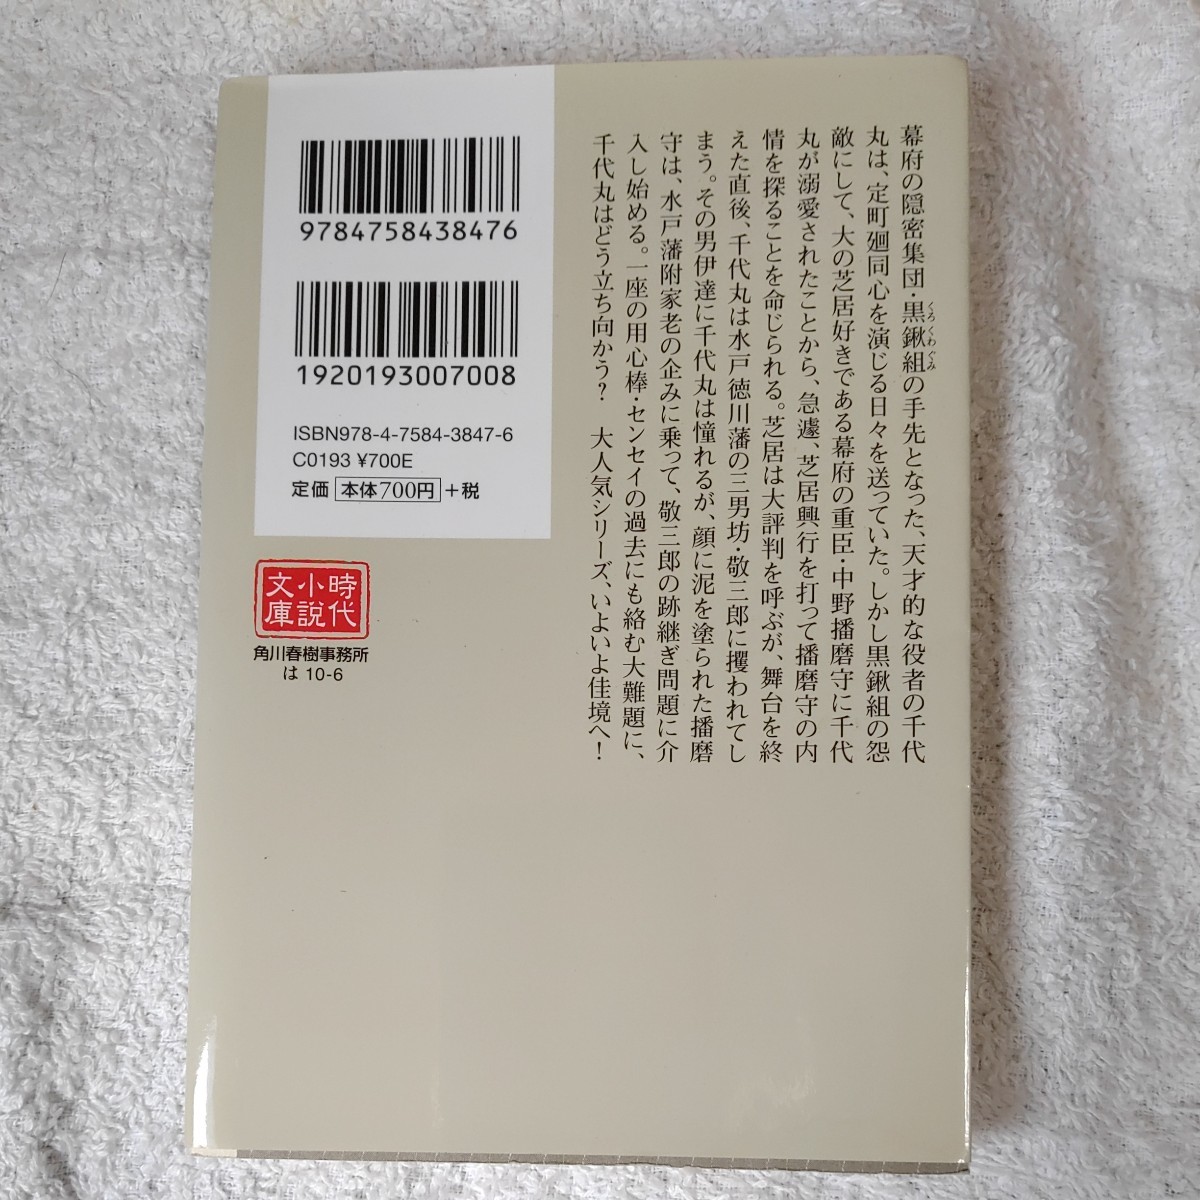 幕府の隠密集団・黒鍬組の手先となった、天才的な役者の千代
くろくわぐみ
丸は、定町廻同心を演じる日々を送っていた。しかし黒鍬組の怨
敵にして、大の芝居好きである幕府の重臣・中野播磨守に千代
丸が溺愛されたことから、急遽、芝居興行を打って播磨守の内
情を探ることを命じられる。芝居は大評判を呼ぶが、舞台を終
えた直後、千代丸は水戸徳川藩の三男坊・敬三郎に攫われてし
まう。その男伊達に千代丸は憧れるが、顔に泥を塗られた播磨
守は、水戸藩附家老の企みに乗って、敬三郎の跡継ぎ問題に介
入し始める。一座の用心棒・センセイの過去にも絡む大難題に、
千代丸はどう立ち向かう? 大人気シリーズ、いよいよ佳境へ!
9784758438476
1920193007008
ISBN978-4-7584-3847-6
C0193 ¥700E
定価 本体700円 +税
時代
小説
文庫
角川春樹事務所
は 10-6